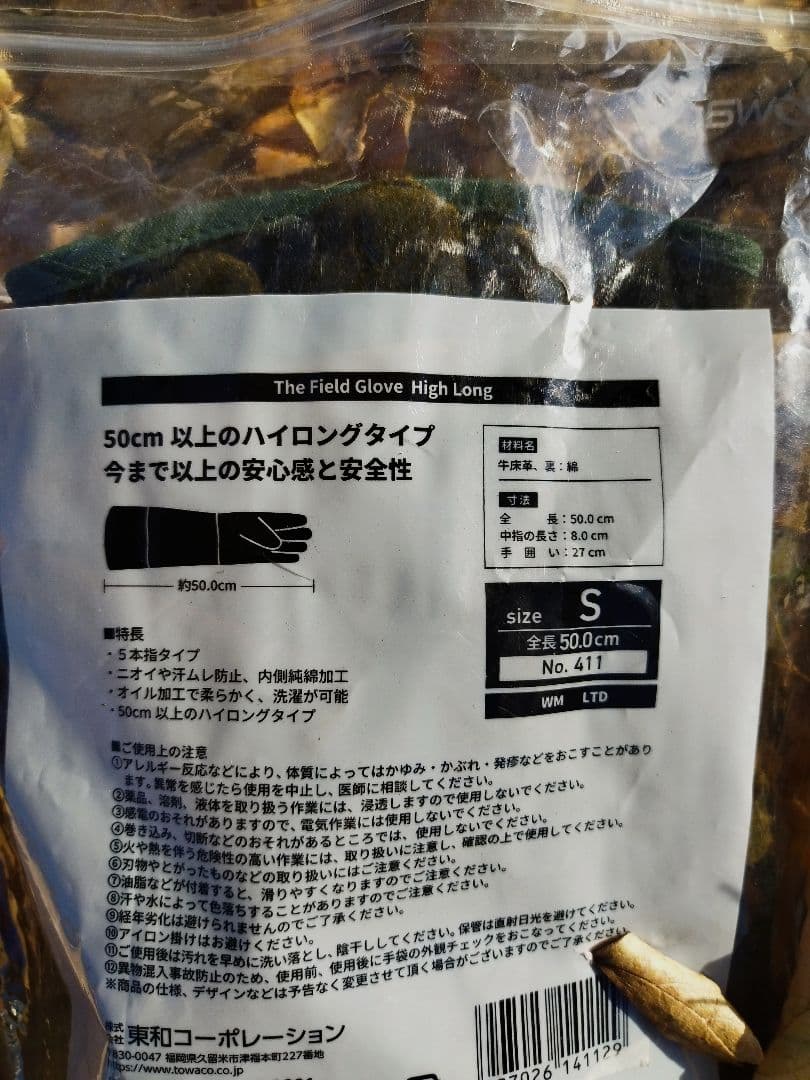 The Field Glove High Long
50cm 以上のハイロングタイプ
今まで以上の安心感と安全性
約50.0cm
材料名
牛床革、裏：綿
寸法
全長：50.0cm
中指の長さ：8.0cm
手囲い：27cm
size S
全長50.0cm
No. 411
WM LTD
■特長
・５本指タイプ
・ニオイや汗ムレ防止、内側純綿加工
・オイル加工で柔らかく、洗濯が可能
・50cm 以上のハイロングタイプ
■ご使用上の注意
①アレルギー反応などにより、体質によってはかゆみ・かぶれ・発疹などをおこすことがあり
ます。異常を感じたら使用を中止し、医師に相談してください。
②薬品、溶剤、液体を取り扱う作業には、浸透しますので使用しないでください。
③感電のおそれがありますので、電気作業には使用しないでください。
④巻き込み、切断などのおそれがあるところでは、使用しないでください。
⑤火や熱を伴う危険性の高い作業には、取り扱いに注意し、確認の上で使用してください。
⑥刃物やとがったものなどの取り扱いにはご注意ください。
⑦油脂などが付着すると、滑りやすくなりますのでご注意ください。
⑧汗や水によって色落ちすることがありますのでご注意ください。
⑨経年劣化は避けられませんのでご了承ください。
⑩アイロン掛けはお避けください。
⑪ご使用後は汚れを早めに洗い落とし、陰干ししてください。保管は直射日光を避けてください。
⑫異物混入事故防止のため、使用前、使用後に手袋の外観チェックをおこなってください。
※商品の仕様、デザインなどは予告なく変更させて頂く場合がございますのでご了承ください。
株式会社 東和コーポレーション
830-0047 福岡県久留米市津福本町227番地
https://www.towaco.co.jp
7026 141129